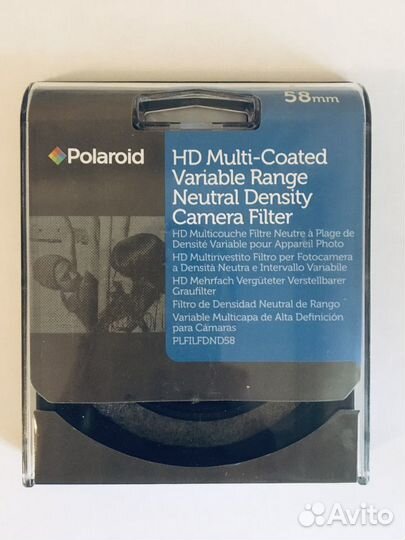 58mm
Polaroid
HD Multi-Coated
Variable Range
Neutral Density
Camera Filter
HD Multicouche Filtre Neutre à Plage de
Densité Variable pour Appareil Photo
HD Multirivestito Filtro per Fotocamera
a Densità Neutra e Intervallo Variabile
HD Mehrfach Vergüteter Verstellbarer
Graufilter
Filtro de Densidad Neutral de Rango
Variable Multicapa de Alta Definición
para Cámaras
PLFILFDND58
Avito